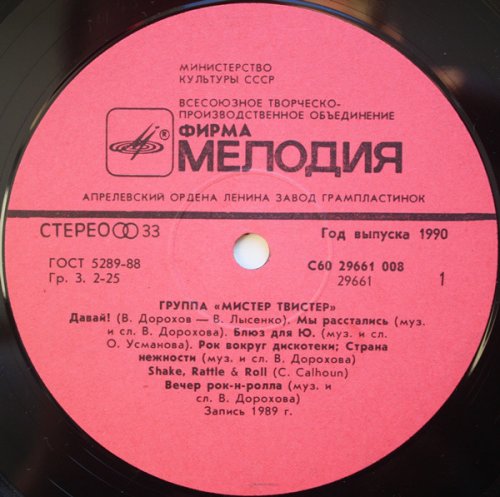 МИНИСТЕРСТВО
КУЛЬТУРЫ СССР
ВСЕСОЮЗНОЕ ТВОРЧЕСКО-
ПРОИЗВОДСТВЕННОЕ ОБЪЕДИНЕНИЕ
®
ФИРМА
МЕЛОДИЯ
АПРЕЛЕВСКИЙ ОРДЕНА ЛЕНИНА ЗАВОД ГРАМПЛАСТИНОК
СТЕРЕО 33
Год выпуска 1990
ГОСТ 5289-88
С60 29661 008
Гр. 3. 2-25
29661
1
ГРУППА «МИСТЕР ТВИСТЕР»
Давай! (В. Дорохов — В. Лысенко). Мы расстались (муз.
и сл. В. Дорохова). Блюз для Ю. (муз. и сл.
О. Усманова). Рок вокруг дискотеки; Страна
нежности (муз. и сл. В. Дорохова)
Shake, Rattle & Roll (C. Calhoun)
Вечер рок-н-ролла (муз. и
сл. В. Дорохова)
Запись 1989 г.